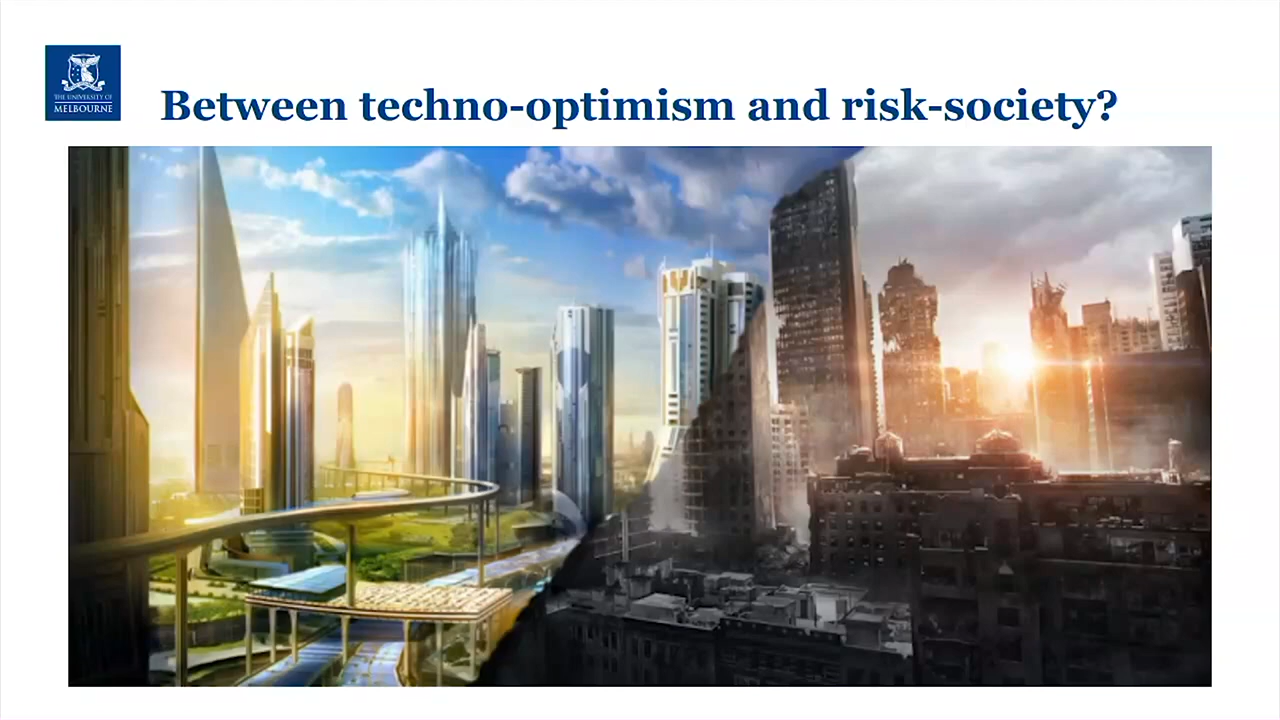 THE UNIVERSITY OF
MELBOURNE
Between techno-optimism and risk-society?